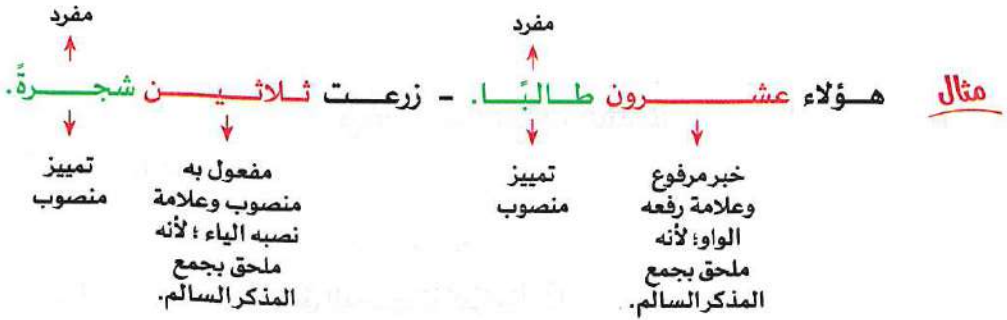 مفرد
مفرد
مثال هؤلاء عشرون طالبًا. - زرعت ثلاثين شجرةً.
خبر مرفوع
وعلامة رفعه
الواو؛ لأنه
ملحق بجمع
المذكر السالم.
تمييز
منصوب
مفعول به
منصوب وعلامة
نصبه الياء؛ لأنه
ملحق بجمع
المذكر السالم.
تمييز
منصوب